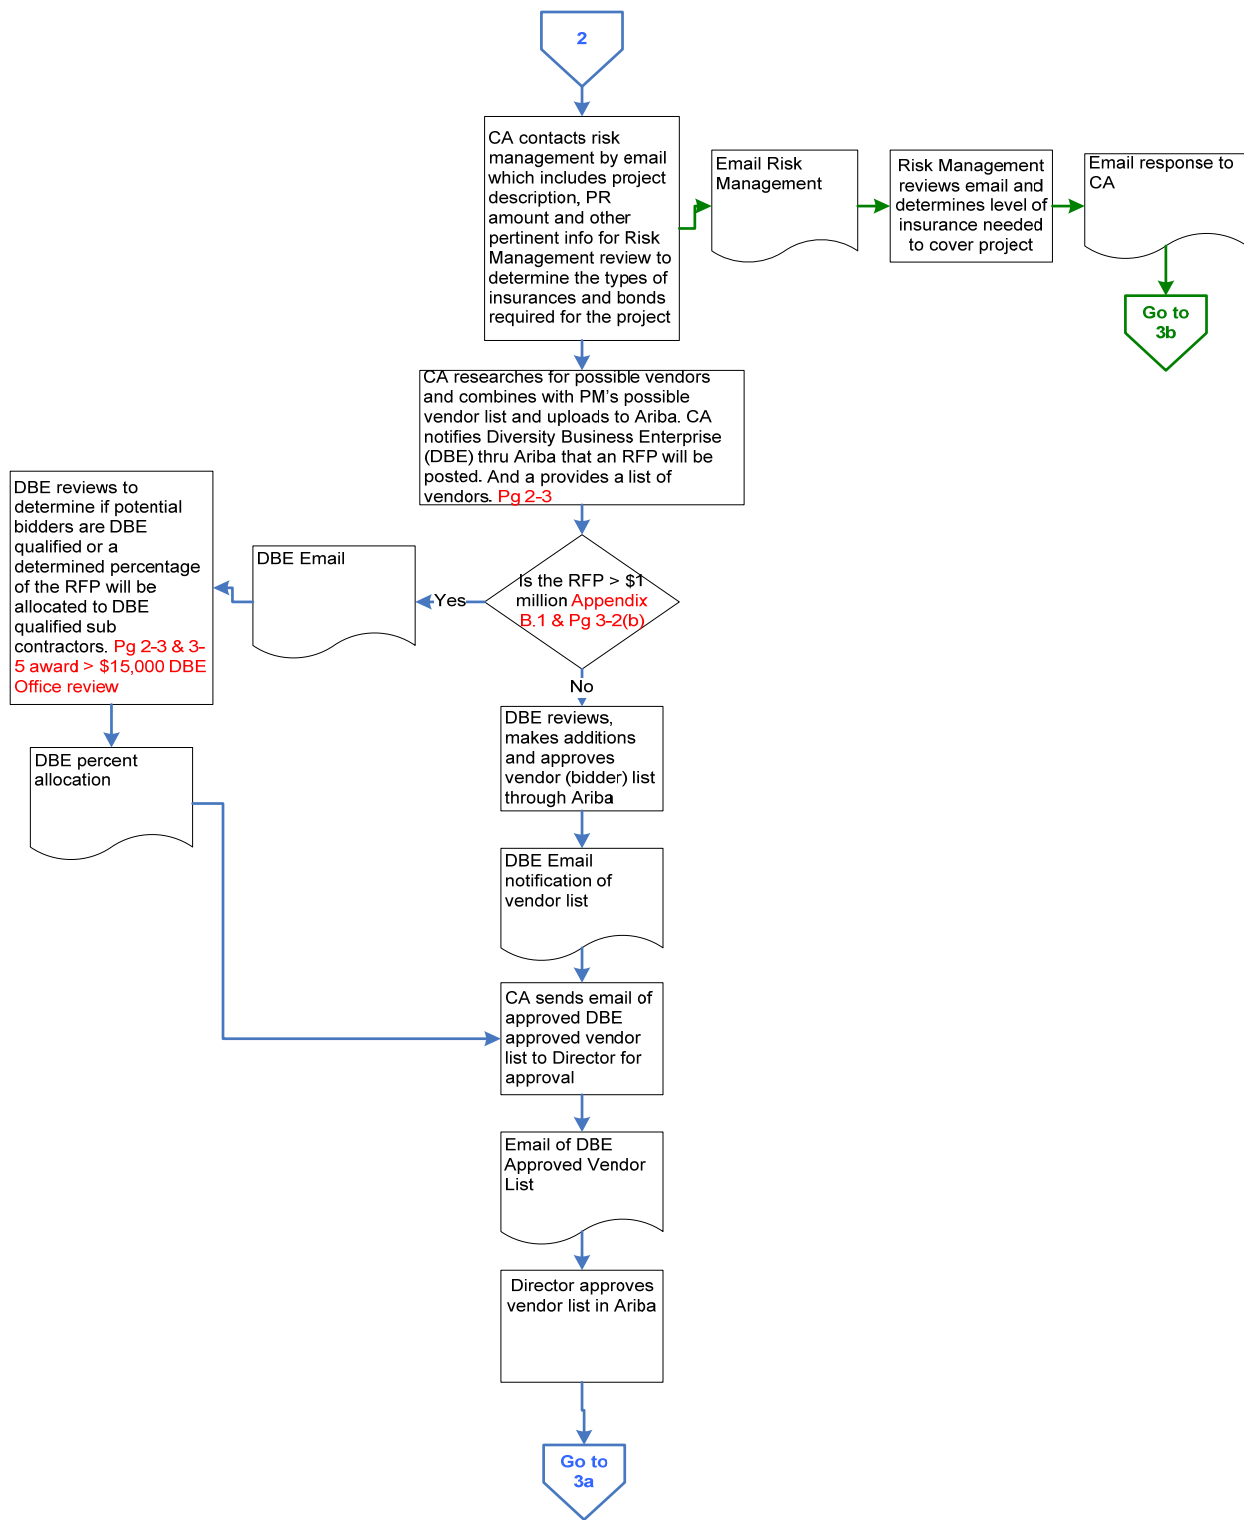 2
CA contacts risk
management by email
which includes project
description, PR
amount and other
pertinent info for Risk
Management review to
determine the types of
insurances and bonds
required for the project
Email Risk
Management
Risk Management
reviews email and
determines level of
insurance needed
to cover project
Email response to
CA
Go to
3b
CA researches for possible vendors
and combines with PM's possible
vendor list and uploads to Ariba. CA
notifies Diversity Business Enterprise
(DBE) thru Ariba that an RFP will be
posted. And a provides a list of
vendors. Pg 2-3
Is the RFP > $1
million Appendix
B.1 & Pg 3-2(b)
Yes
DBE Email
DBE reviews to
determine if potential
bidders are DBE
qualified or a
determined percentage
of the RFP will be
allocated to DBE
qualified sub
contractors. Pg 2-3 & 3-
5 award > $15,000 DBE
Office review
DBE percent
allocation
No
DBE reviews,
makes additions
and approves
vendor (bidder) list
through Ariba
DBE Email
notification of
vendor list
CA sends email of
approved DBE
approved vendor
list to Director for
approval
Email of DBE
Approved Vendor
List
Director approves
vendor list in Ariba
Go to
3a